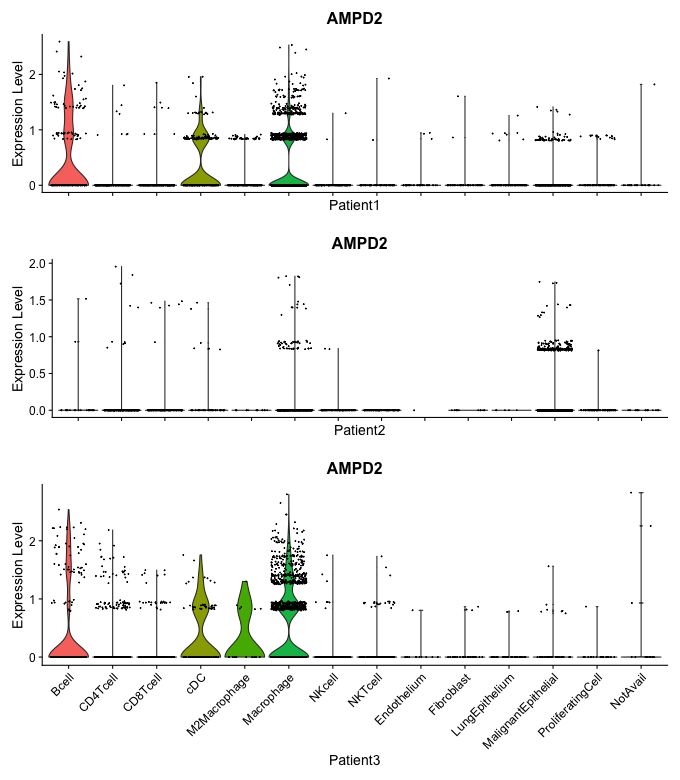 AMPD2
Expression Level
2
1
0
Patient1
AMPD2
Expression Level
2.0
1.5
1.0
0.5
0.0
Patient2
AMPD2
Expression Level
2
1
0
Bcell
CD4Tcell
CD8Tcell
cDC
M2Macrophage
Macrophage
NKcell
NKTcell
Endothelium
Fibroblast
LungEpithelium
MalignantEpithelial
ProliferatingCell
NotAvail
Patient3